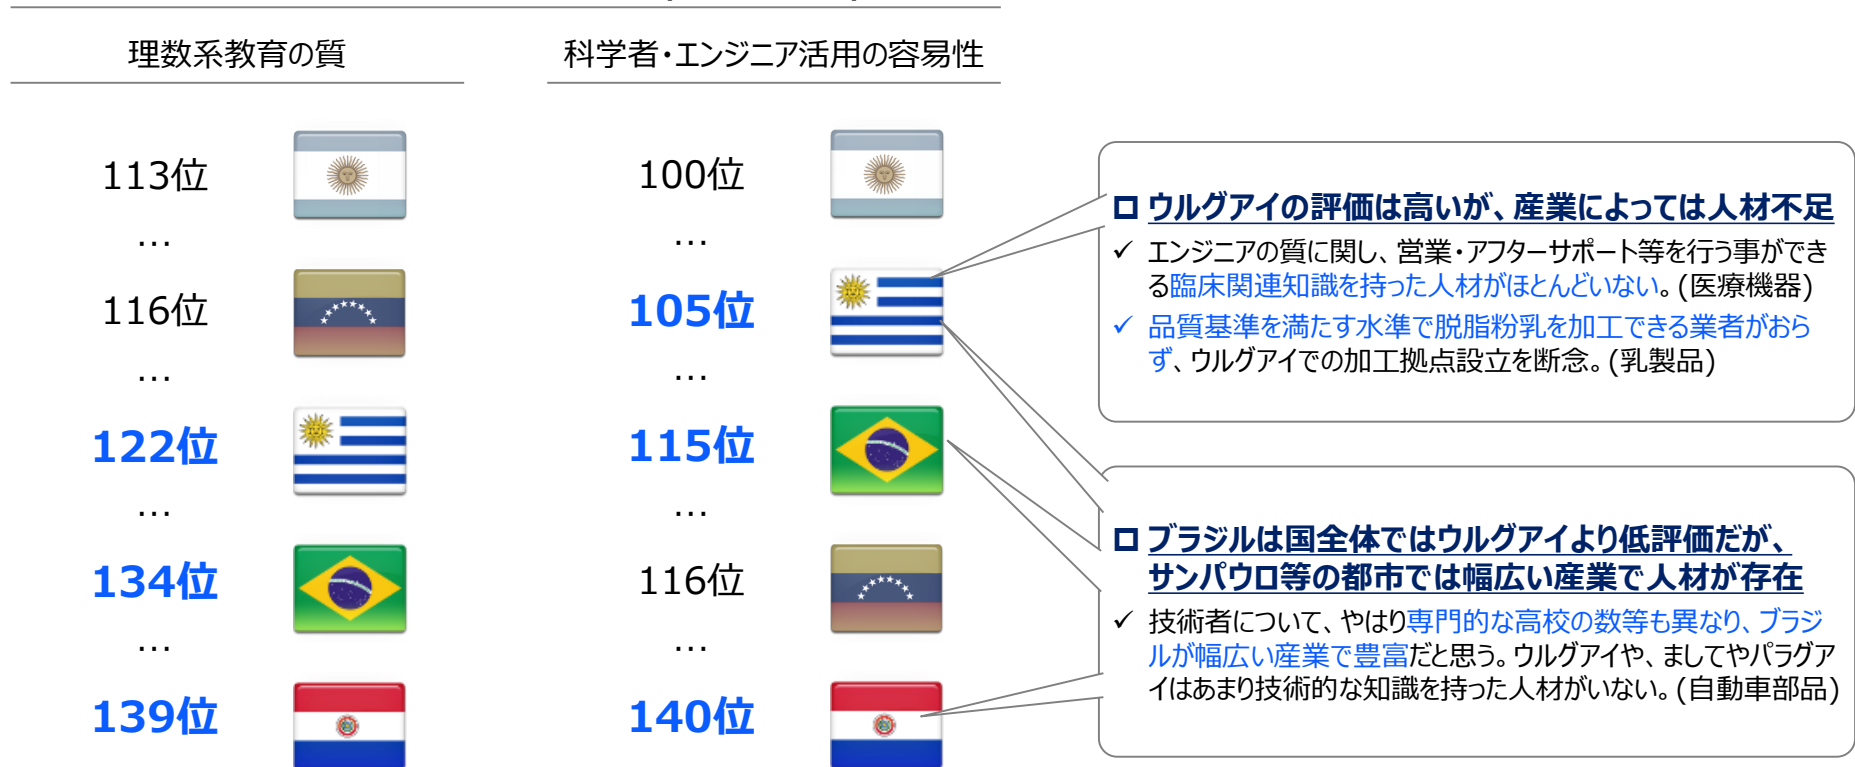 理数系教育の質
113位
…
116位
…
122位
…
134位
…
139位
科学者・エンジニア活用の容易性
100位
…
105位
…
115位
…
116位
…
140位
ウルグアイの評価は高いが、産業によっては人材不足
✓ エンジニアの質に関し、営業・アフターサポート等を行う事ができ
る臨床関連知識を持った人材がほとんどいない。(医療機器)
✓ 品質基準を満たす水準で脱脂粉乳を加工できる業者がおら
ず、ウルグアイでの加工拠点設立を断念。(乳製品)
ブラジルは国全体ではウルグアイより低評価だが、
サンパウロ等の都市では幅広い産業で人材が存在
✓ 技術者について、やはり専門的な高校の数等も異なり、ブラジ
ルが幅広い産業で豊富だと思う。ウルグアイや、ましてやパラグア
イはあまり技術的な知識を持った人材がいない。(自動車部品)